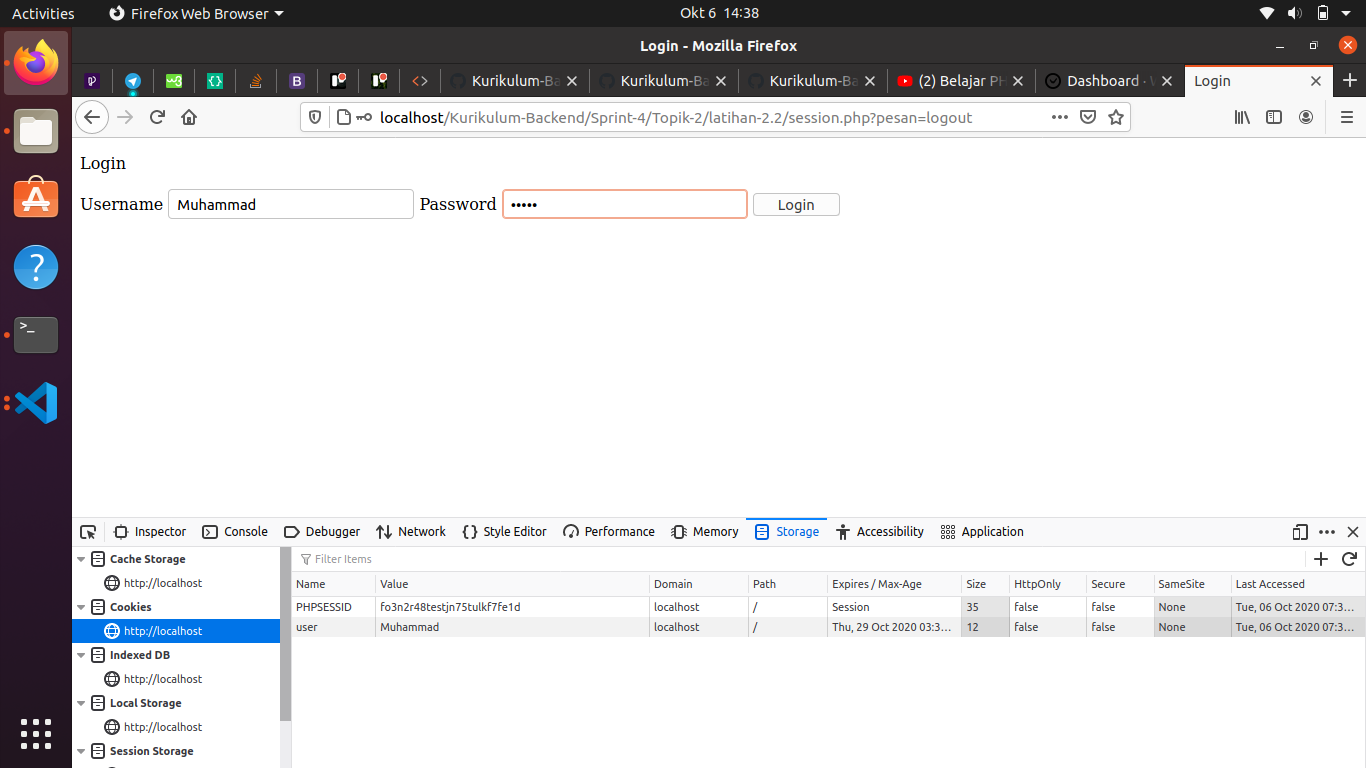 Activities Firefox Web Browser Okt 6 14:38
Login - Mozilla Firefox
Kurikulum-Ba Kurikulum-Ba Kurikulum-Ba (2) Belajar PH Dashboard · Login
localhost/Kurikulum-Backend/Sprint-4/Topik-2/latihan-2.2/session.php?pesan=logout
Login
Username Muhammad Password ••••• Login
Inspector Console Debugger Network Style Editor Performance Memory Storage Accessibility Application
Cache Storage
http://localhost
Cookies
http://localhost
Indexed DB
http://localhost
Local Storage
http://localhost
Session Storage
Filter Items
Name Value Domain Path Expires / Max-Age Size HttpOnly Secure SameSite Last Accessed
PHPSESSID fo3n2r48testjn75tulkf7fe1d localhost / Session 35 false false None Tue, 06 Oct 2020 07:3...
user Muhammad localhost / Thu, 29 Oct 2020 03:3... 12 false false None Tue, 06 Oct 2020 07:3...